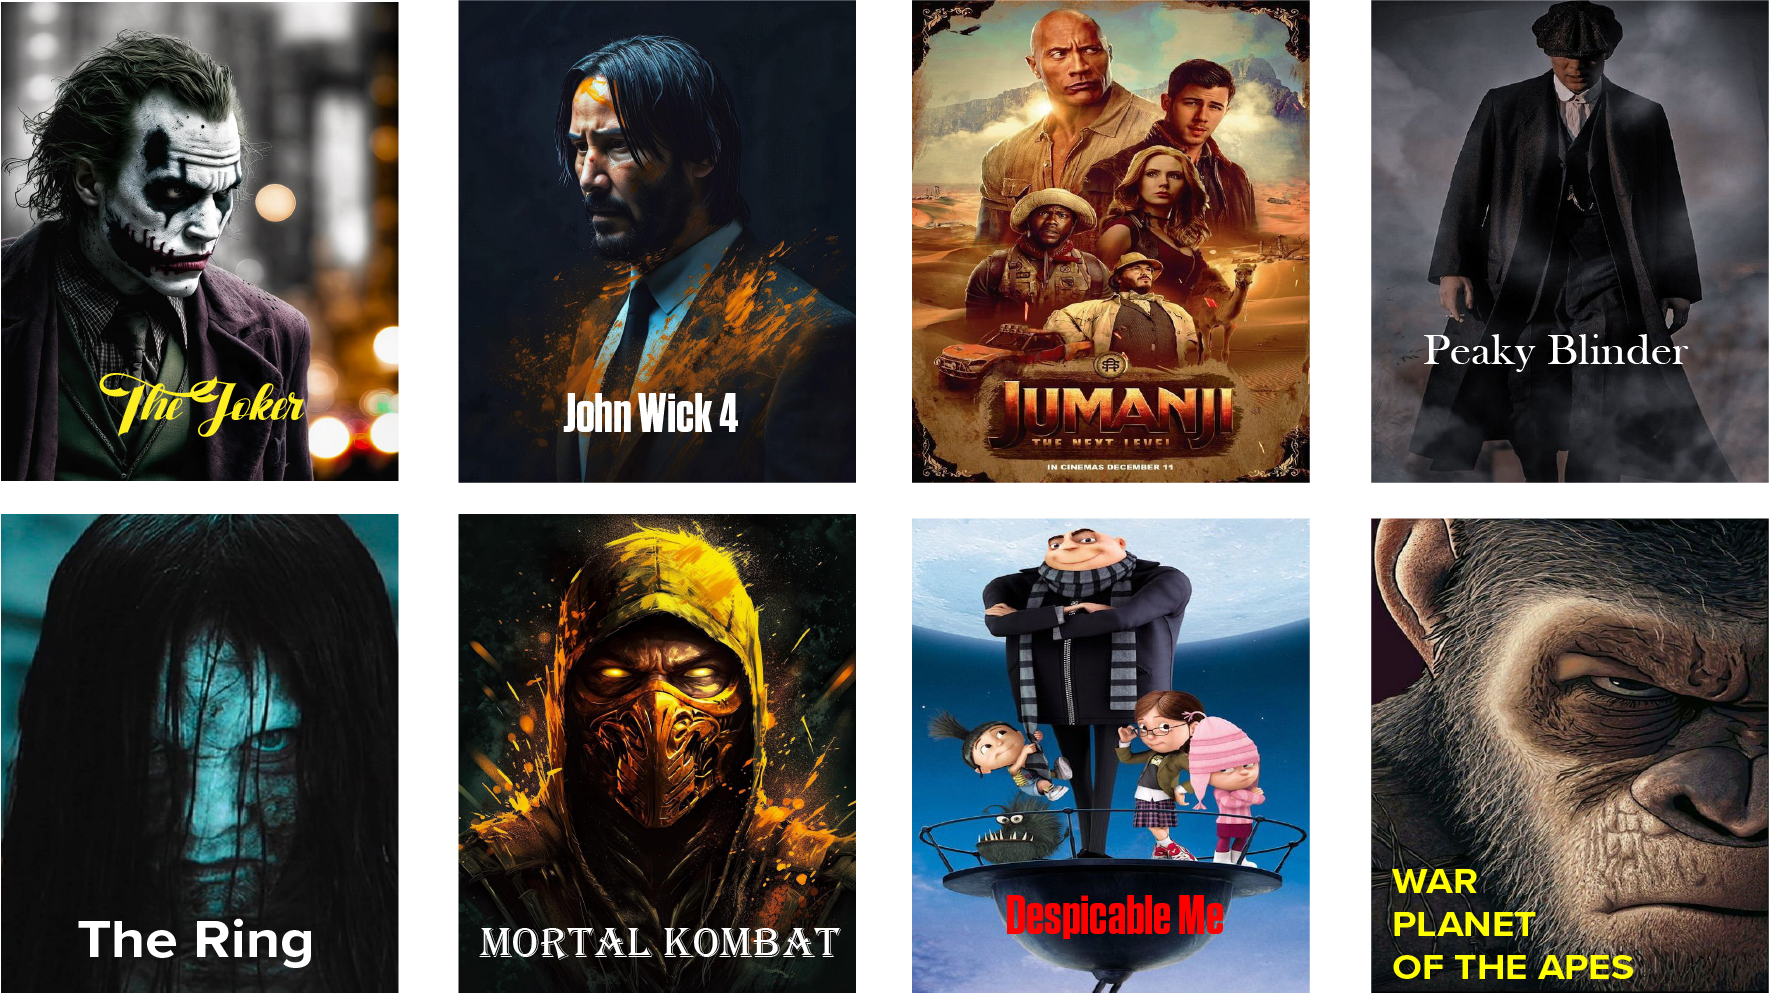 The Joker
John Wick 4
JUMANJI
THE NEXT LEVEL
IN CINEMAS DECEMBER 11
Peaky Blinder
The Ring
MORTAL KOMBAT
Despicable Me
WAR
PLANET
OF THE APES